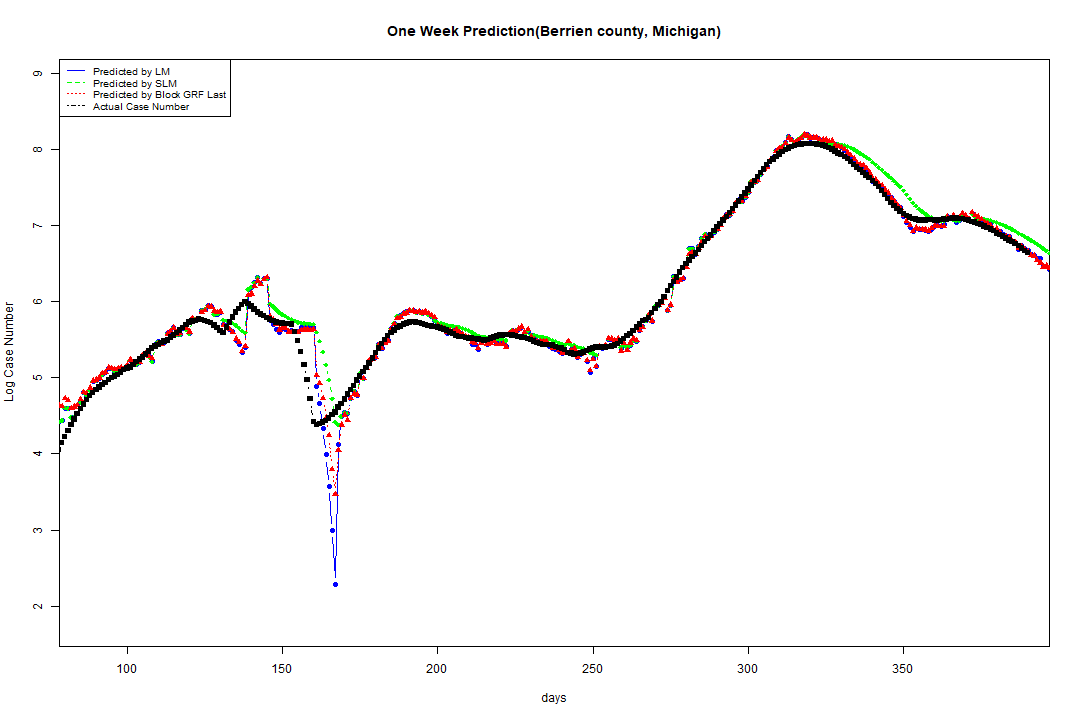 One Week Prediction(Berrien county, Michigan)
Predicted by LM
Predicted by SLM
Predicted by Block GRF Last
Actual Case Number
9
8
7
6
5
4
3
2
Log Case Number
100 150 200 250 300 350
days